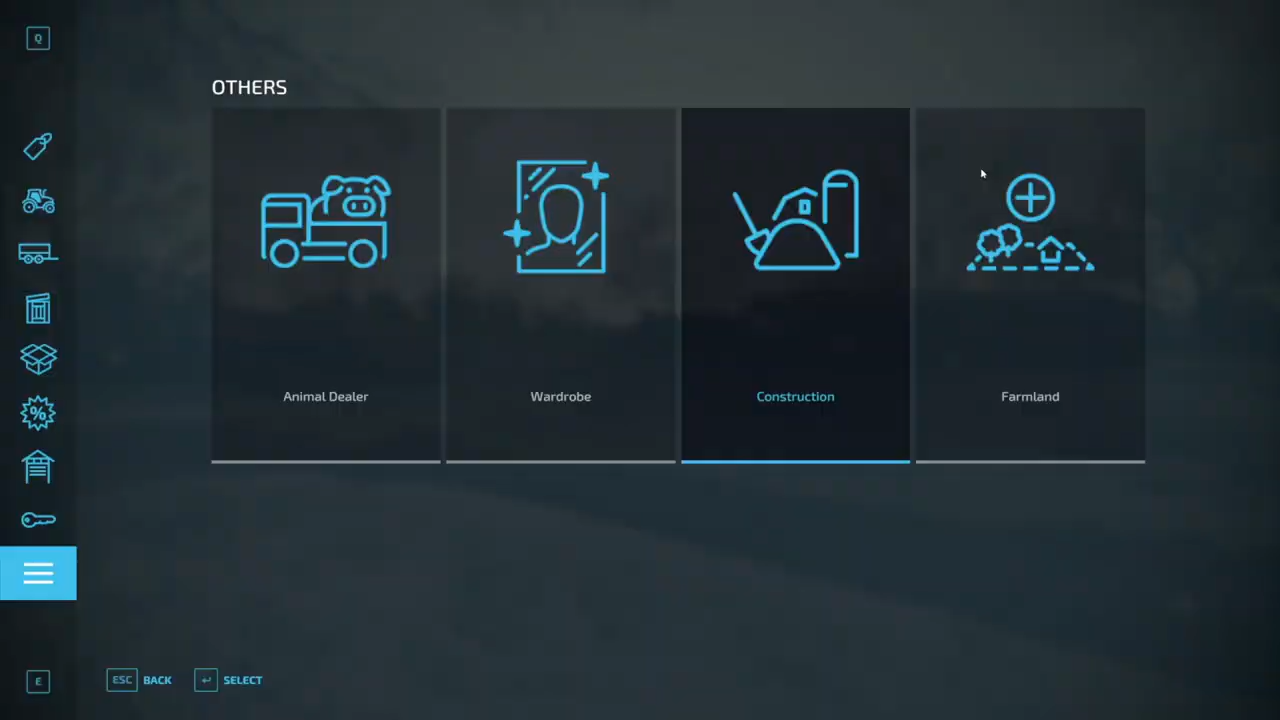 Q
OTHERS
Animal Dealer
Wardrobe
Construction
Farmland
%
E
ESC BACK
↵ SELECT